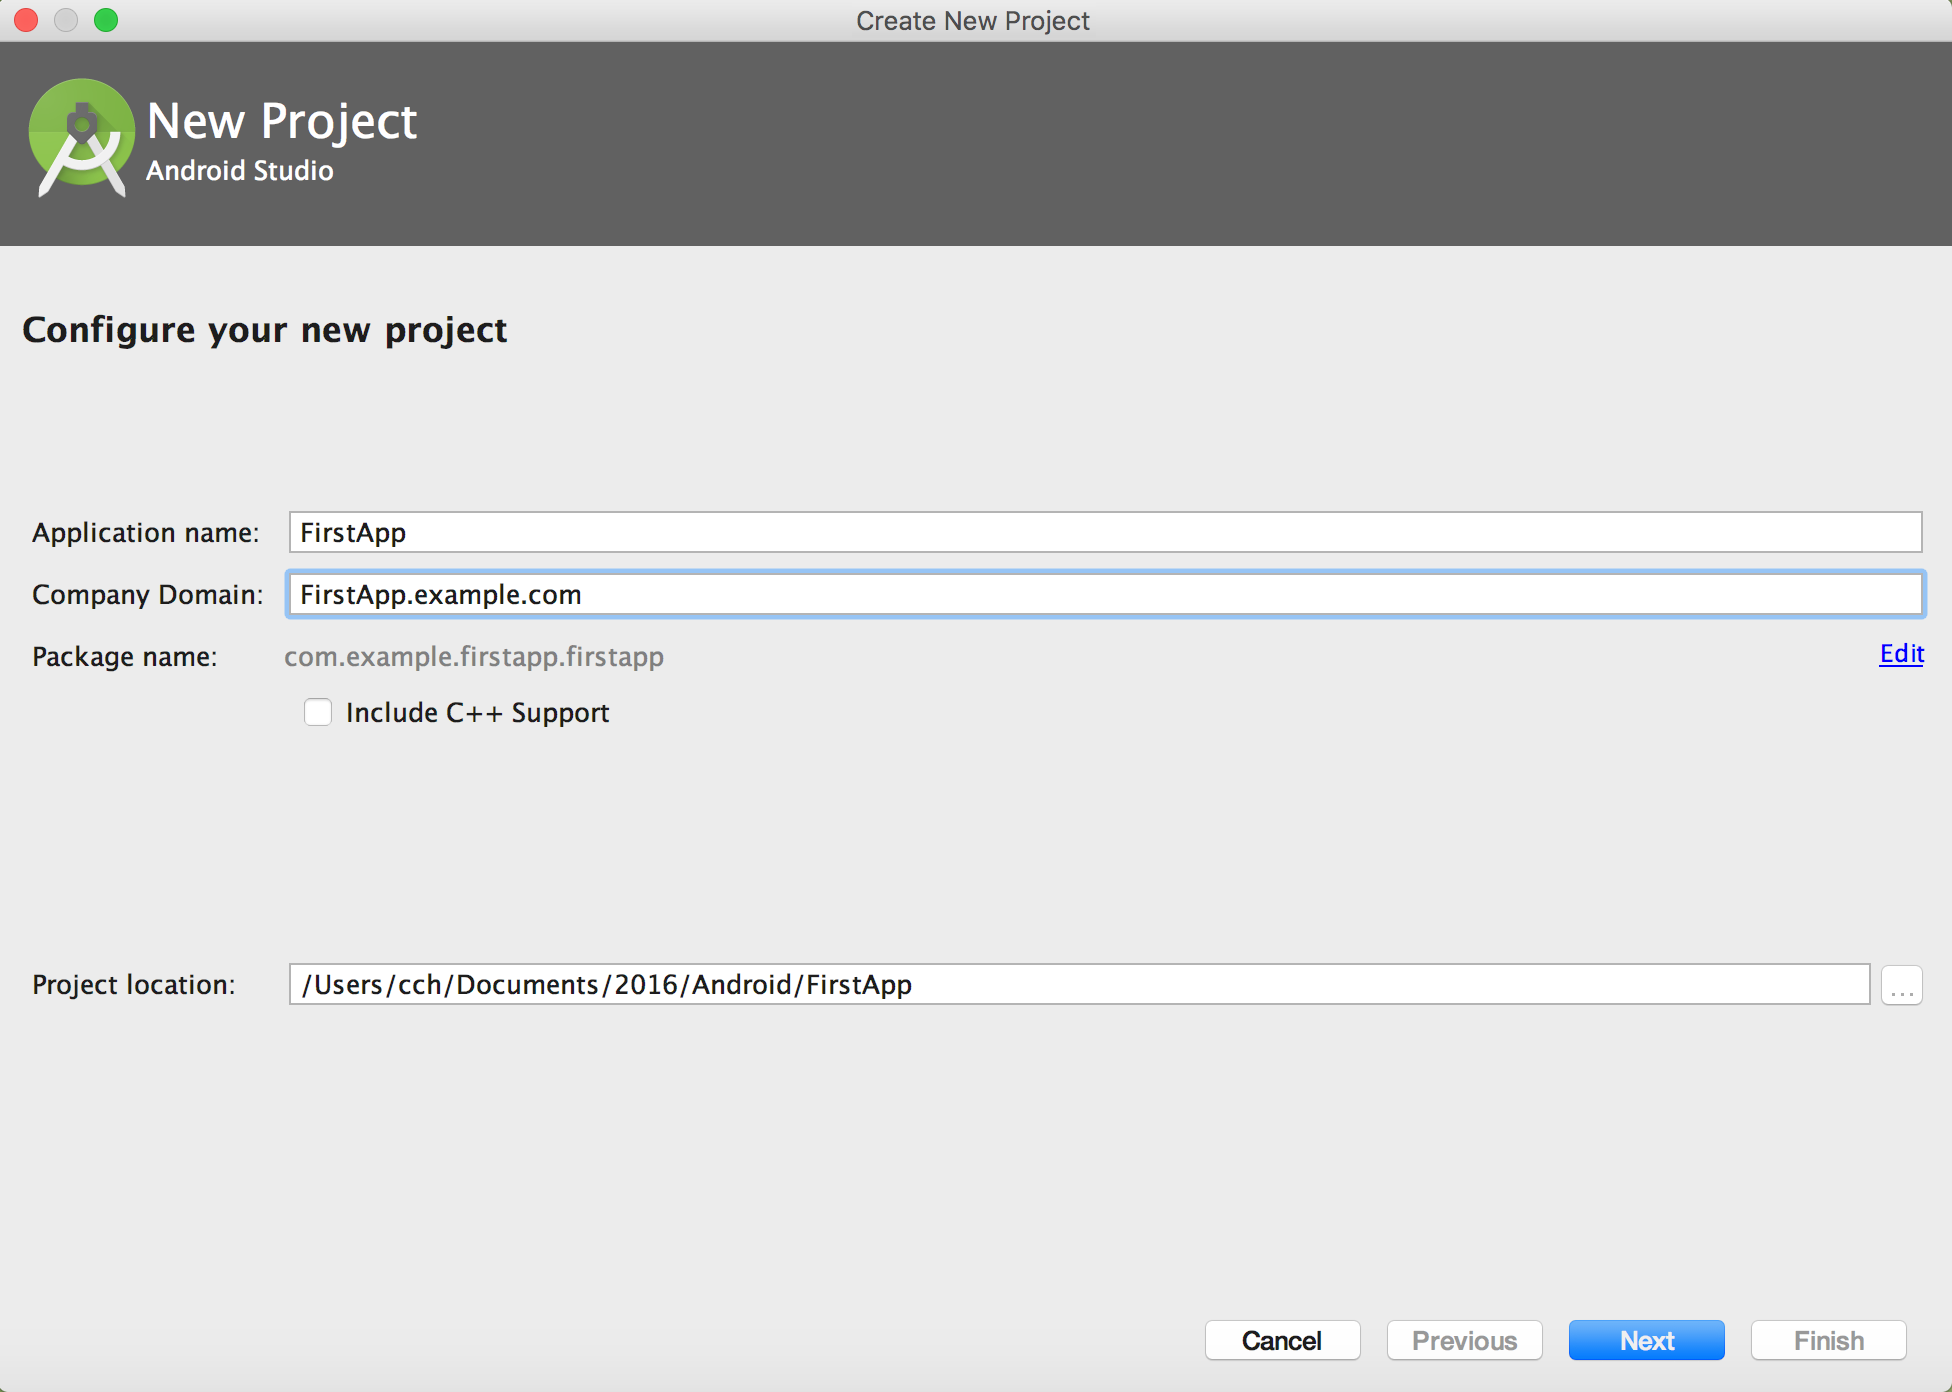 Create New Project
New Project
Android Studio
Configure your new project
Application name: FirstApp
Company Domain: FirstApp.example.com
Package name: com.example.firstapp.firstapp Edit
Include C++ Support
Project location: /Users/cch/Documents/2016/Android/FirstApp ...
Cancel Previous Next Finish